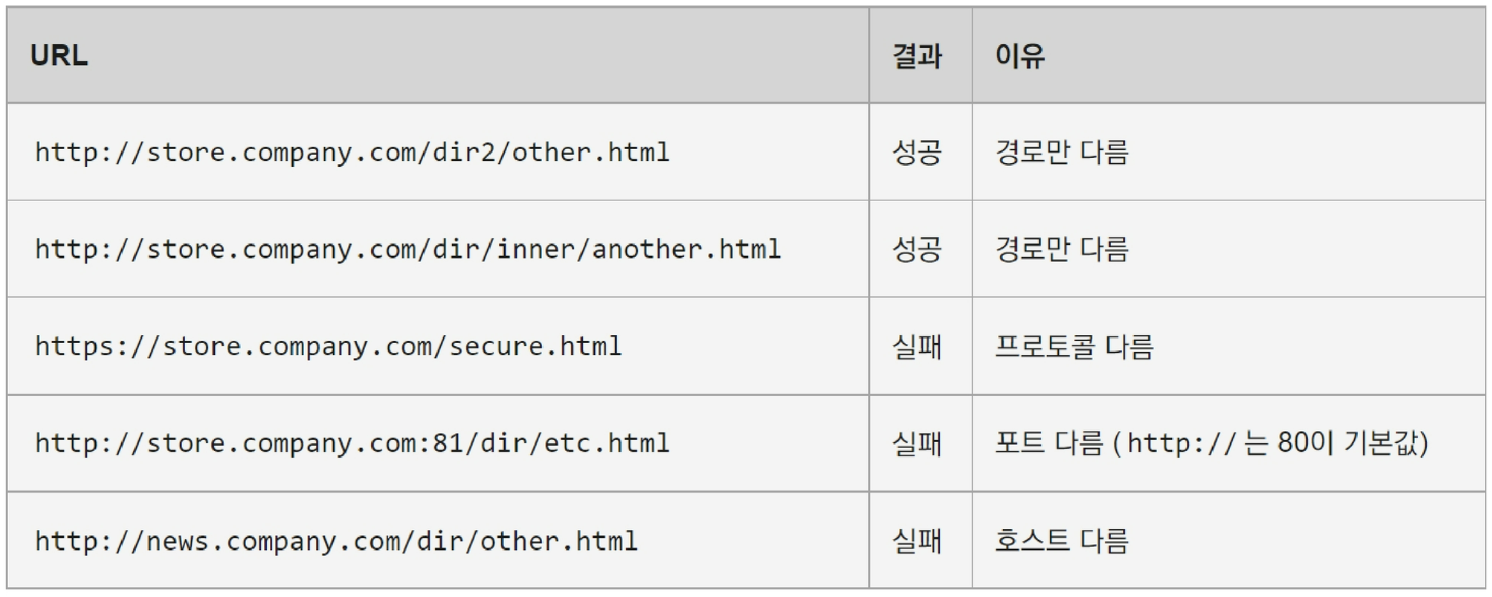 URL 결과 이유
http://store.company.com/dir2/other.html 성공 경로만 다름
http://store.company.com/dir/inner/another.html 성공 경로만 다름
https://store.company.com/secure.html 실패 프로토콜 다름
http://store.company.com:81/dir/etc.html 실패 포트 다름 (http:// 는 80이 기본값)
http://news.company.com/dir/other.html 실패 호스트 다름